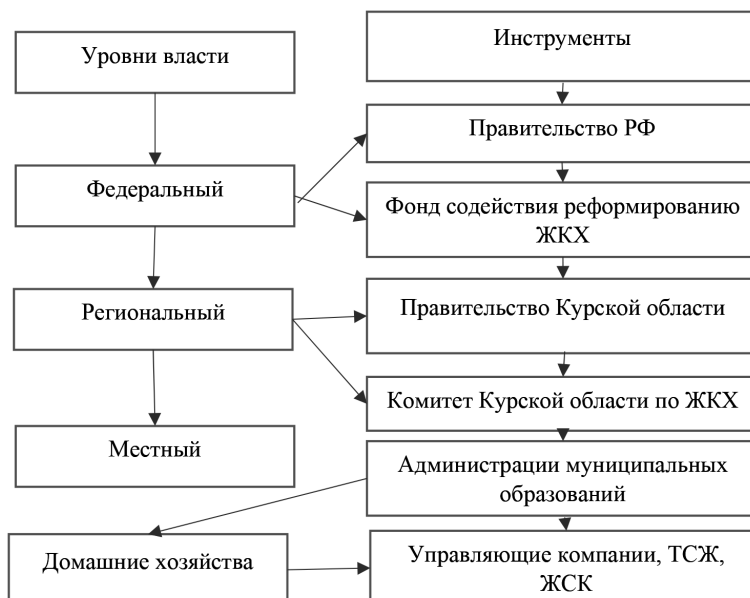 Уровни власти
Инструменты
Правительство РФ
Федеральный
Фонд содействия реформированию
ЖКХ
Региональный
Правительство Курской области
Комитет Курской области по ЖКХ
Местный
Администрации муниципальных
образований
Домашние хозяйства
Управляющие компании, ТСЖ,
ЖСК